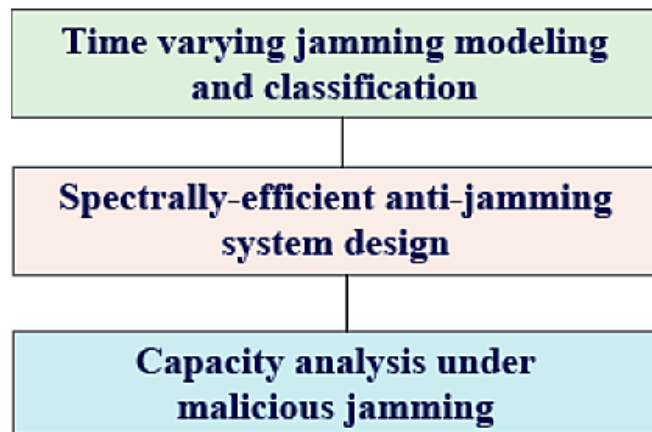 Time varying jamming modeling
and classification
Spectrally-efficient anti-jamming
system design
Capacity analysis under
malicious jamming